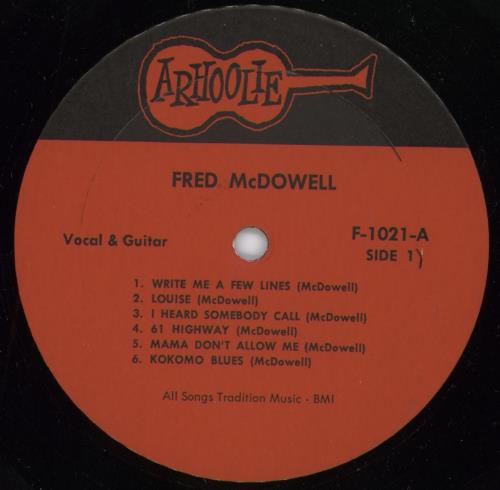 ARHOOLIE
FRED McDOWELL
Vocal & Guitar
F-1021-A
SIDE 1
1. WRITE ME A FEW LINES (McDowell)
2. LOUISE (McDowell)
3. I HEARD SOMEBODY CALL (McDowell)
4. 61 HIGHWAY (McDowell)
5. MAMA DON'T ALLOW ME (McDowell)
6. KOKOMO BLUES (McDowell)
All Songs Tradition Music - BMI